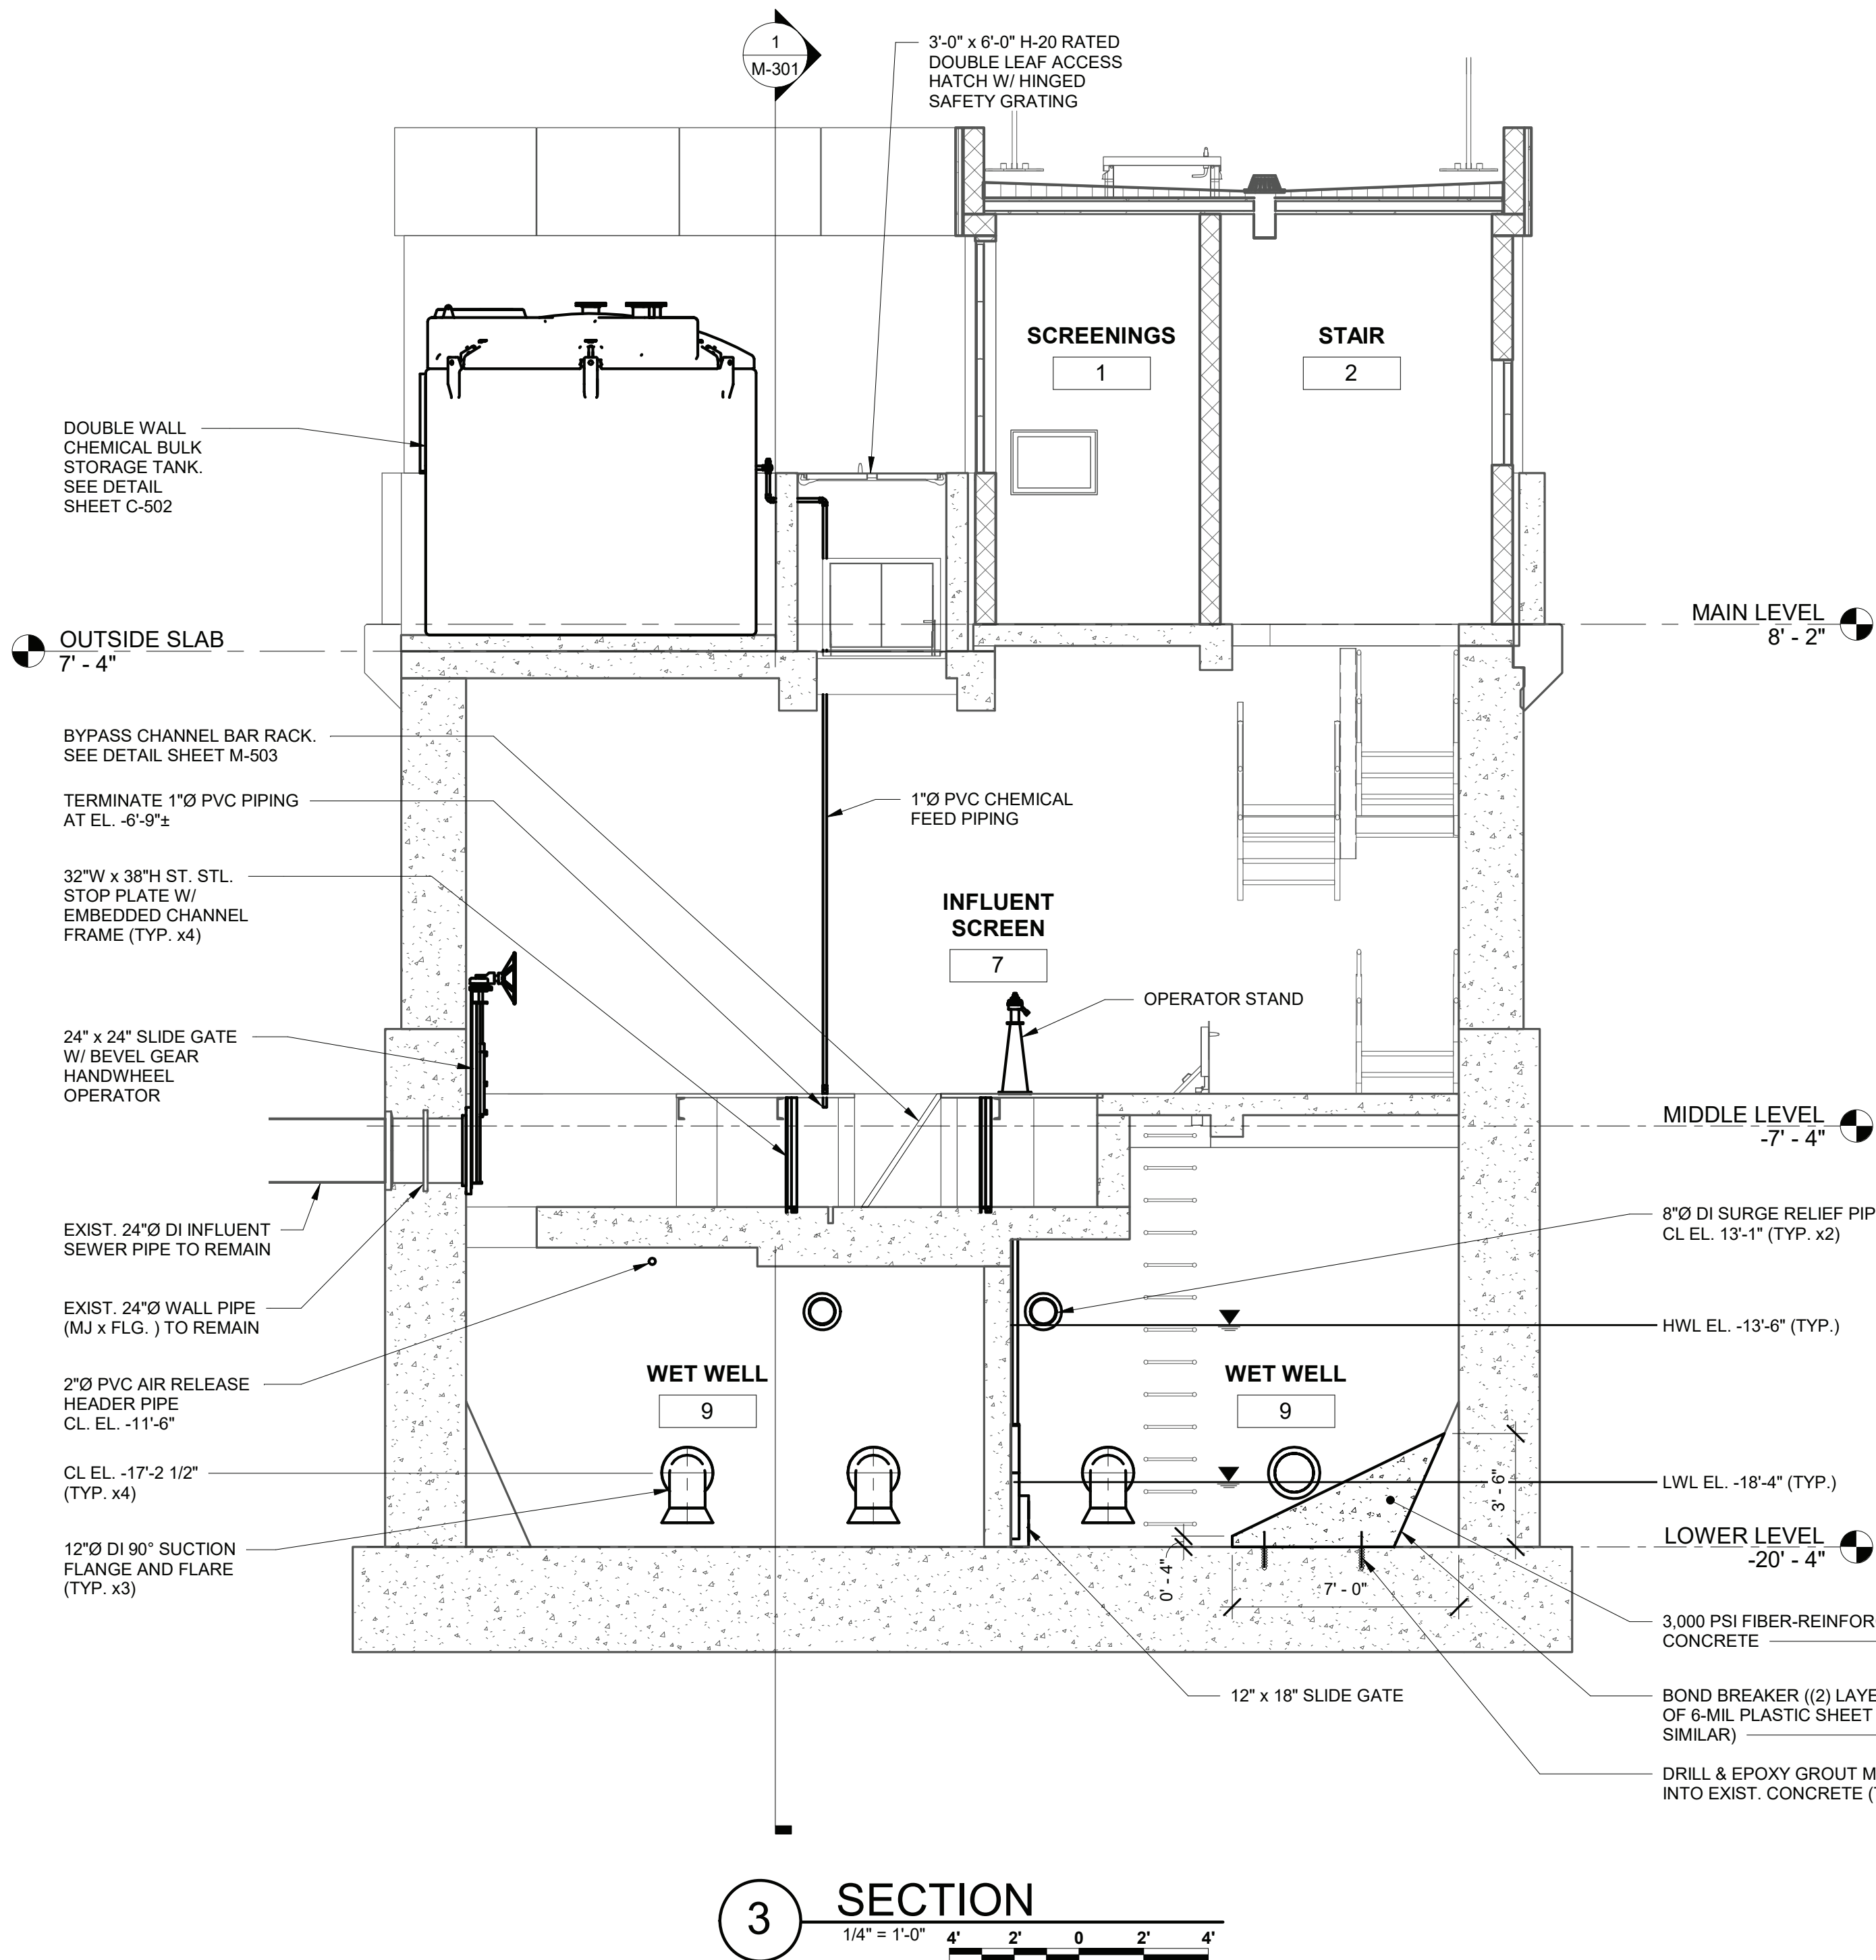 1
M-301
3'-0" x 6'-0" H-20 RATED
DOUBLE LEAF ACCESS
HATCH W/ HINGED
SAFETY GRATING
SCREENINGS
1
STAIR
2
DOUBLE WALL
CHEMICAL BULK
STORAGE TANK.
SEE DETAIL
SHEET C-502
OUTSIDE SLAB
7' - 4"
MAIN LEVEL
8' - 2"
BYPASS CHANNEL BAR RACK.
SEE DETAIL SHEET M-503
TERMINATE 1"Ø PVC PIPING
AT EL. -6'-9"±
1"Ø PVC CHEMICAL
FEED PIPING
32"W x 38"H ST. STL.
STOP PLATE W/
EMBEDDED CHANNEL
FRAME (TYP. x4)
INFLUENT
SCREEN
7
OPERATOR STAND
24" x 24" SLIDE GATE
W/ BEVEL GEAR
HANDWHEEL
OPERATOR
MIDDLE LEVEL
-7' - 4"
EXIST. 24"Ø DI INFLUENT
SEWER PIPE TO REMAIN
8"Ø DI SURGE RELIEF PIP
CL EL. 13'-1" (TYP. x2)
EXIST. 24"Ø WALL PIPE
(MJ x FLG. ) TO REMAIN
HWL EL. -13'-6" (TYP.)
2"Ø PVC AIR RELEASE
HEADER PIPE
CL. EL. -11'-6"
WET WELL
9
WET WELL
9
CL EL. -17'-2 1/2"
(TYP. x4)
LWL EL. -18'-4" (TYP.)
3' - 6"
12"Ø DI 90° SUCTION
FLANGE AND FLARE
(TYP. x3)
LOWER LEVEL
-20' - 4"
0' - 4"
7' - 0"
3,000 PSI FIBER-REINFOR
CONCRETE
12" x 18" SLIDE GATE
BOND BREAKER ((2) LAYE
OF 6-MIL PLASTIC SHEET
SIMILAR)
DRILL & EPOXY GROUT M
INTO EXIST. CONCRETE (
3
SECTION
1/4" = 1'-0"
4' 2' 0 2' 4'